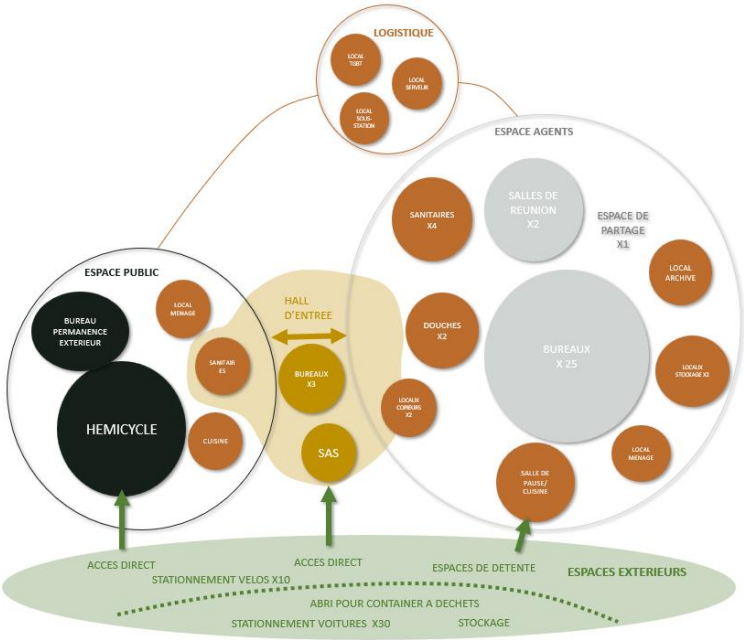 LOGISTIQUE
LOCAL
TGBT
LOCAL
SERVEUR
LOCAL
SOUS-
STATION
ESPACE AGENTS
SALLES DE
REUNION
X2
SANITAIRES
X4
ESPACE DE
PARTAGE
X1
LOCAL
ARCHIVE
ESPACE PUBLIC
LOCAL
MENAGE
BUREAU
PERMANENCE
EXTERIEUR
HALL
D'ENTREE
DOUCHES
X2
BUREAUX
X 25
SANITAIR
ES
BUREAUX
X3
LOCAUX
STOCKAGE X2
LOCAUX
COPIEURS
X2
HEMICYCLE
CUISINE
SAS
LOCAL
MENAGE
SALLE DE
PAUSE/
CUISINE
ACCES DIRECT
ACCES DIRECT
ESPACES DE DETENTE
ESPACES EXTERIEURS
STATIONNEMENT VELOS X10
ABRI POUR CONTAINER A DECHETS
STATIONNEMENT VOITURES X30
STOCKAGE